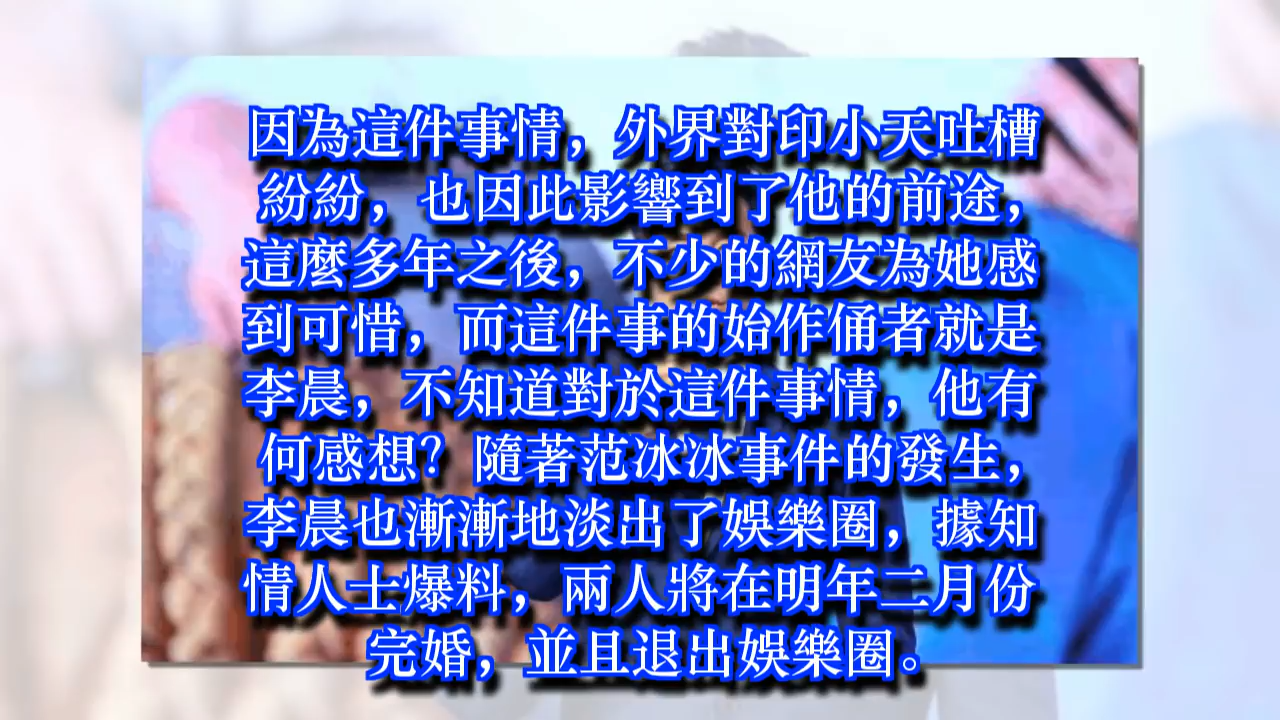 因為這件事情，外界對印小天吐槽
紛紛，也因此影響到了他的前途，
這麼多年之後，不少的網友為她感
到可惜，而這件事的始作俑者就是
李晨，不知道對於這件事情，他有
何感想？隨著范冰冰事件的發生，
李晨也漸漸地淡出了娛樂圈，據知
情人士爆料，兩人將在明年二月份
完婚，並且退出娛樂圈。